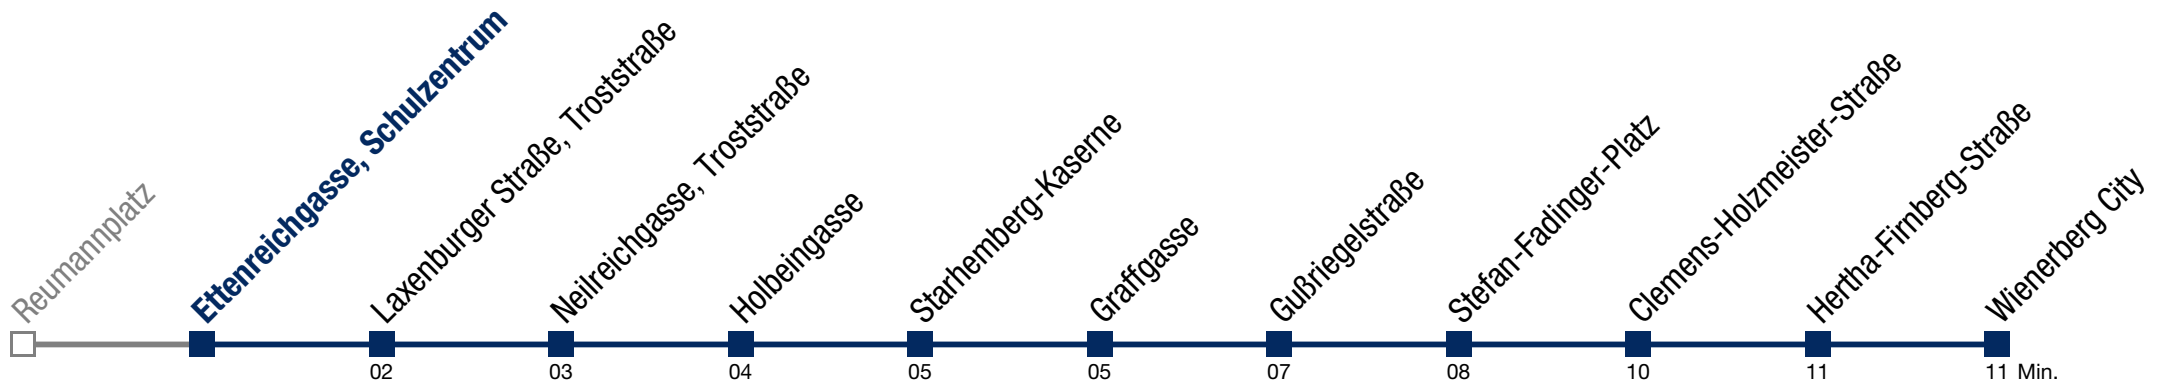 Reumannplatz
Ettenreichgasse, Schulzentrum
Laxenburger Straße, Troststraße
Neilreichgasse, Troststraße
Holbeingasse
Starhemberg-Kaserne
Graffgasse
Gußriegelstraße
Stefan-Fadinger-Platz
Clemens-Holzmeister-Straße
Hertha-Firnberg-Straße
Wienerberg City
02 03 04 05 05 07 08 10 11 11 Min.